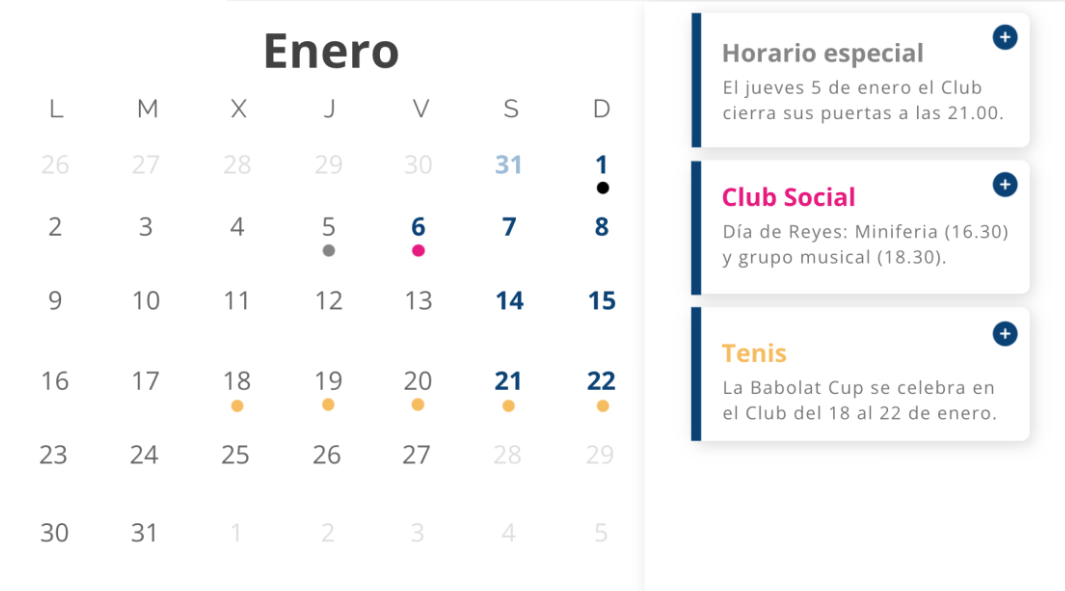 Enero
L M X J V S D
26 27 28 29 30 31 1
2 3 4 5 6 7 8
9 10 11 12 13 14 15
16 17 18 19 20 21 22
23 24 25 26 27 28 29
30 31 1 2 3 4 5
Horario especial
El jueves 5 de enero el Club
cierra sus puertas a las 21.00.
Club Social
Día de Reyes: Miniferia (16.30)
y grupo musical (18.30).
Tenis
La Babolat Cup se celebra en
el Club del 18 al 22 de enero.